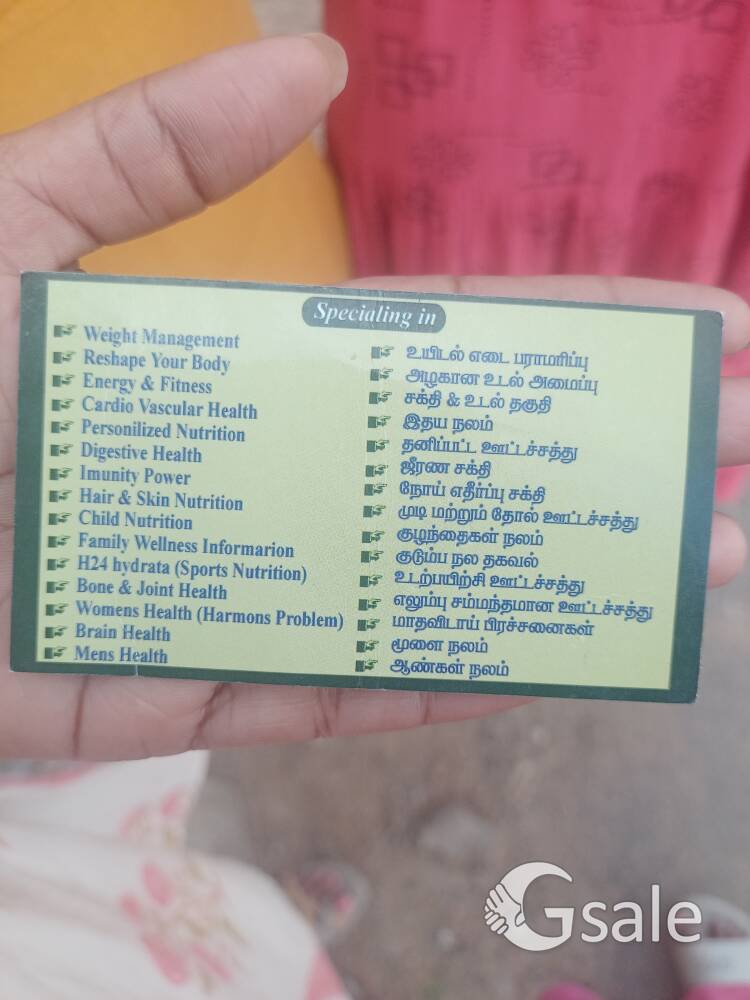 Specialing in
Weight Management
Reshape Your Body
Energy & Fitness
Cardio Vascular Health
Personilized Nutrition
Digestive Health
Imunity Power
Hair & Skin Nutrition
Child Nutrition
Family Wellness Informarion
H24 hydrata (Sports Nutrition)
Bone & Joint Health
Womens Health (Harmons Problem)
Brain Health
Mens Health
உயிடல் எடை பராமரிப்பு
அழகான உடல் அமைப்பு
சக்தி & உடல் தகுதி
இதய நலம்
தனிப்பட்ட ஊட்டச்சத்து
ஜீரண சக்தி
நோய் எதிர்ப்பு சக்தி
முடி மற்றும் தோல் ஊட்டச்சத்து
குழந்தைகள் நலம்
குடும்ப நல தகவல்
உடற்பயிற்சி ஊட்டச்சத்து
எலும்பு சம்மந்தமான ஊட்டச்சத்து
மாதவிடாய் பிரச்சனைகள்
மூளை நலம்
ஆண்கள் நலம்
Gsale